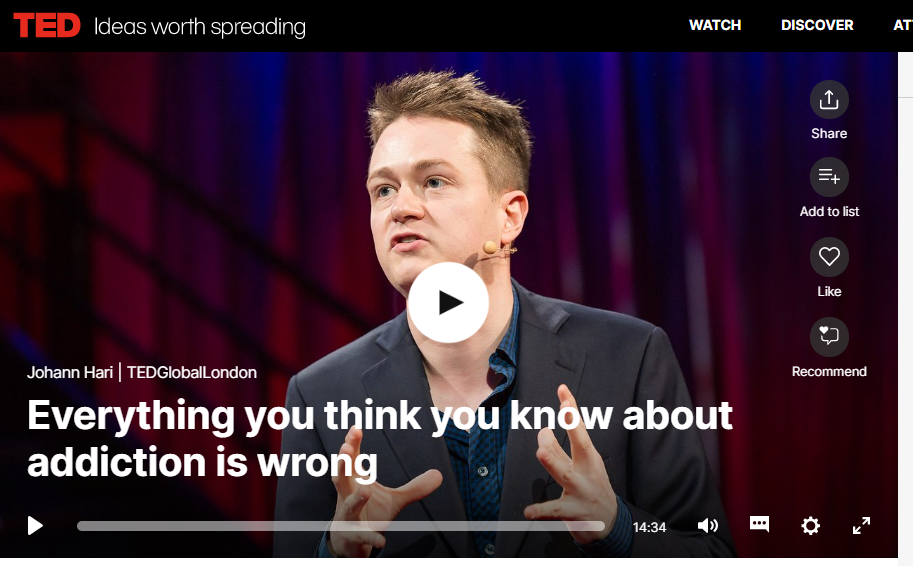 TED Ideas worth spreading WATCH DISCOVER AT
Share
Add to list
Like
Recommend
Johann Hari | TEDGlobalLondon
Everything you think you know about
addiction is wrong
14:34